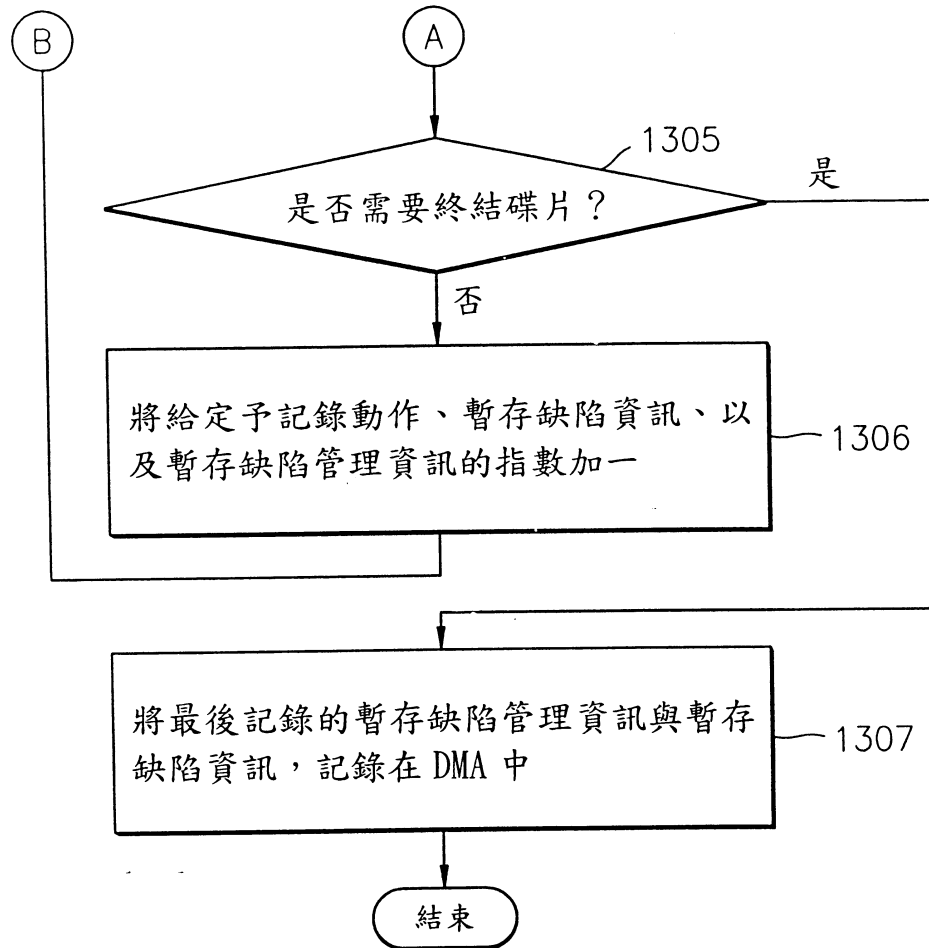 B
A
1305
是
是否需要終結碟片？
否
將給定予記錄動作、暫存缺陷資訊、以
及暫存缺陷管理資訊的指數加一
1306
將最後記錄的暫存缺陷管理資訊與暫存
缺陷資訊，記錄在 DMA 中
1307
結束